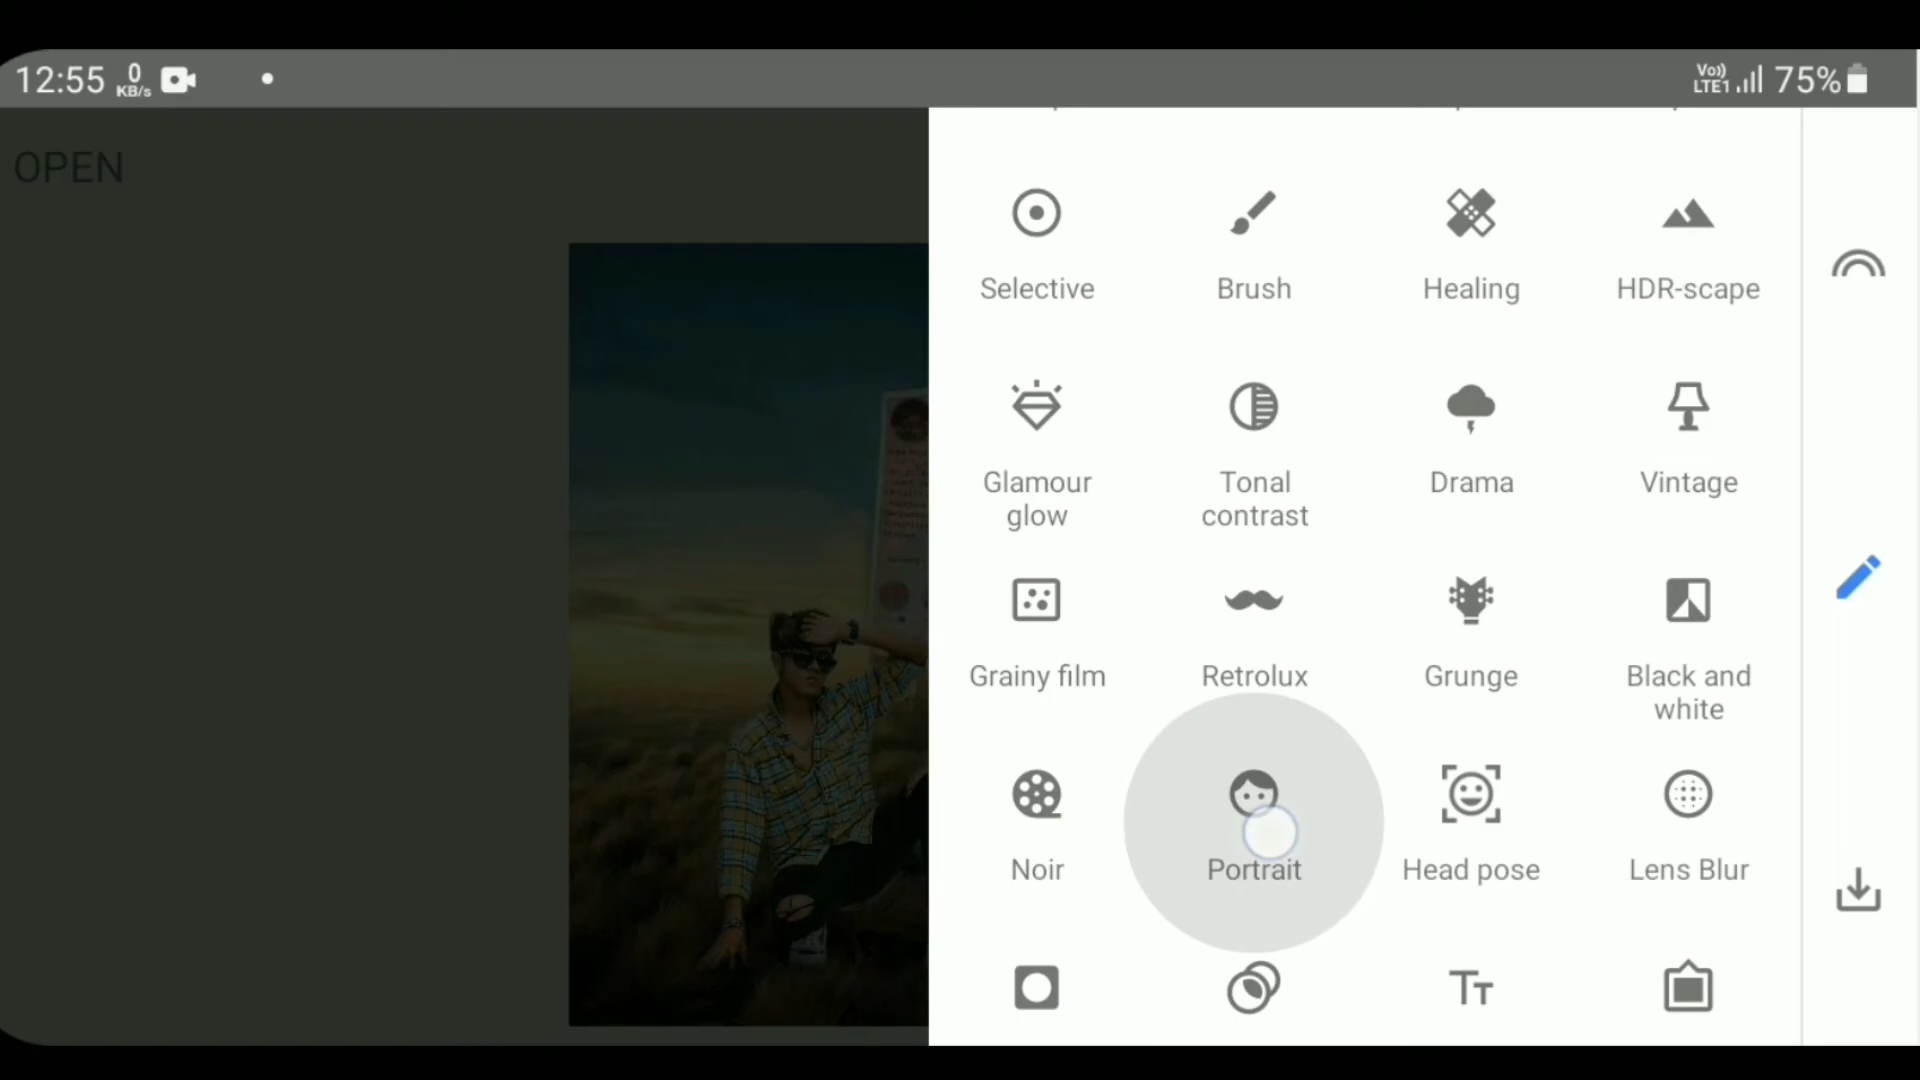 12:55 0 KB/s
Vo)) LTE1 75%
OPEN
Selective
Brush
Healing
HDR-scape
Glamour glow
Tonal contrast
Drama
Vintage
Grainy film
Retrolux
Grunge
Black and white
Noir
Portrait
Head pose
Lens Blur
TT